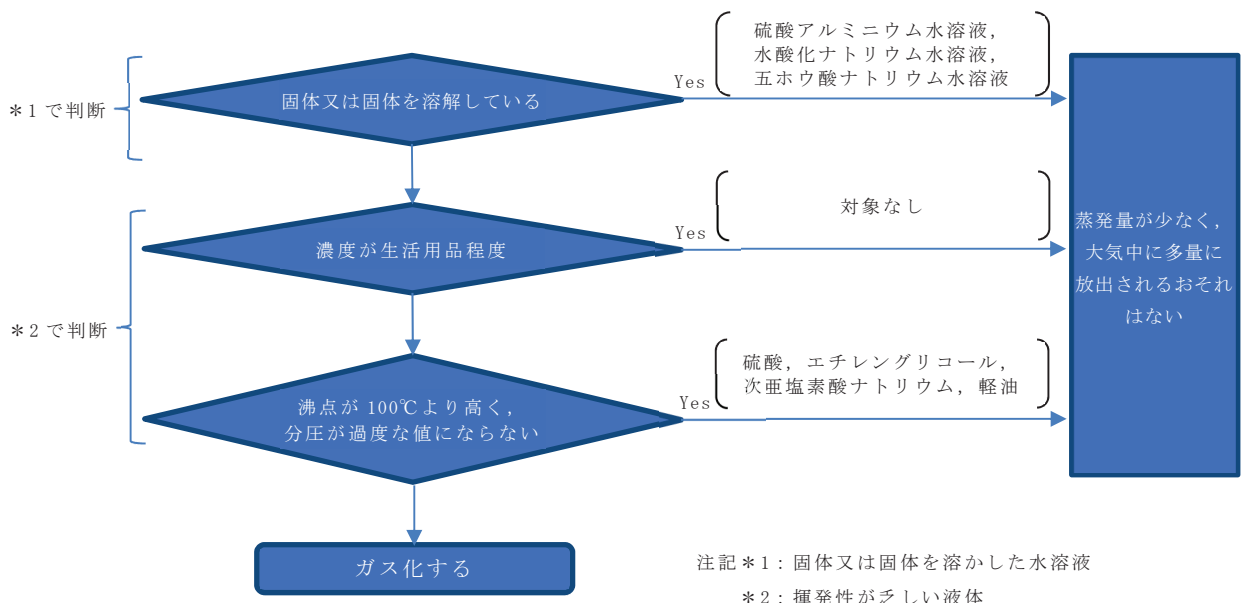 硫酸アルミニウム水溶液，
水酸化ナトリウム水溶液，
五ホウ酸ナトリウム水溶液
Yes
＊1で判断
固体又は固体を溶解している
対象なし
Yes
濃度が生活用品程度
蒸発量が少なく，
大気中に多量に
放出されるおそれ
はない
＊2で判断
硫酸，エチレングリコール，
次亜塩素酸ナトリウム，軽油
Yes
沸点が100℃より高く，
分圧が過度な値にならない
ガス化する
注記＊1：固体又は固体を溶かした水溶液
＊2：揮発性が乏しい液体